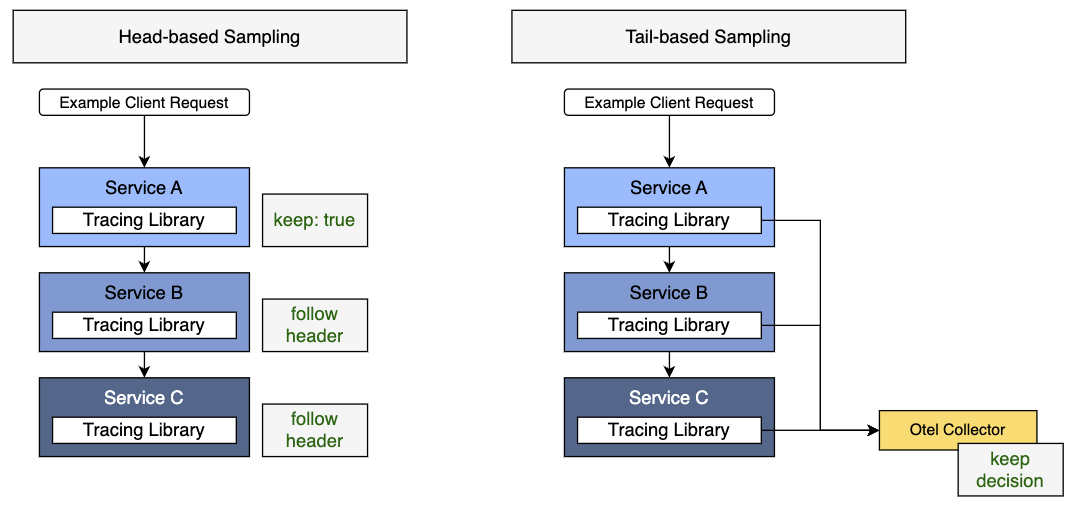 Head-based Sampling
Example Client Request
Service A
Tracing Library
keep: true
Service B
Tracing Library
follow
header
Service C
Tracing Library
follow
header
Tail-based Sampling
Example Client Request
Service A
Tracing Library
Service B
Tracing Library
Service C
Tracing Library
Otel Collector
keep
decision